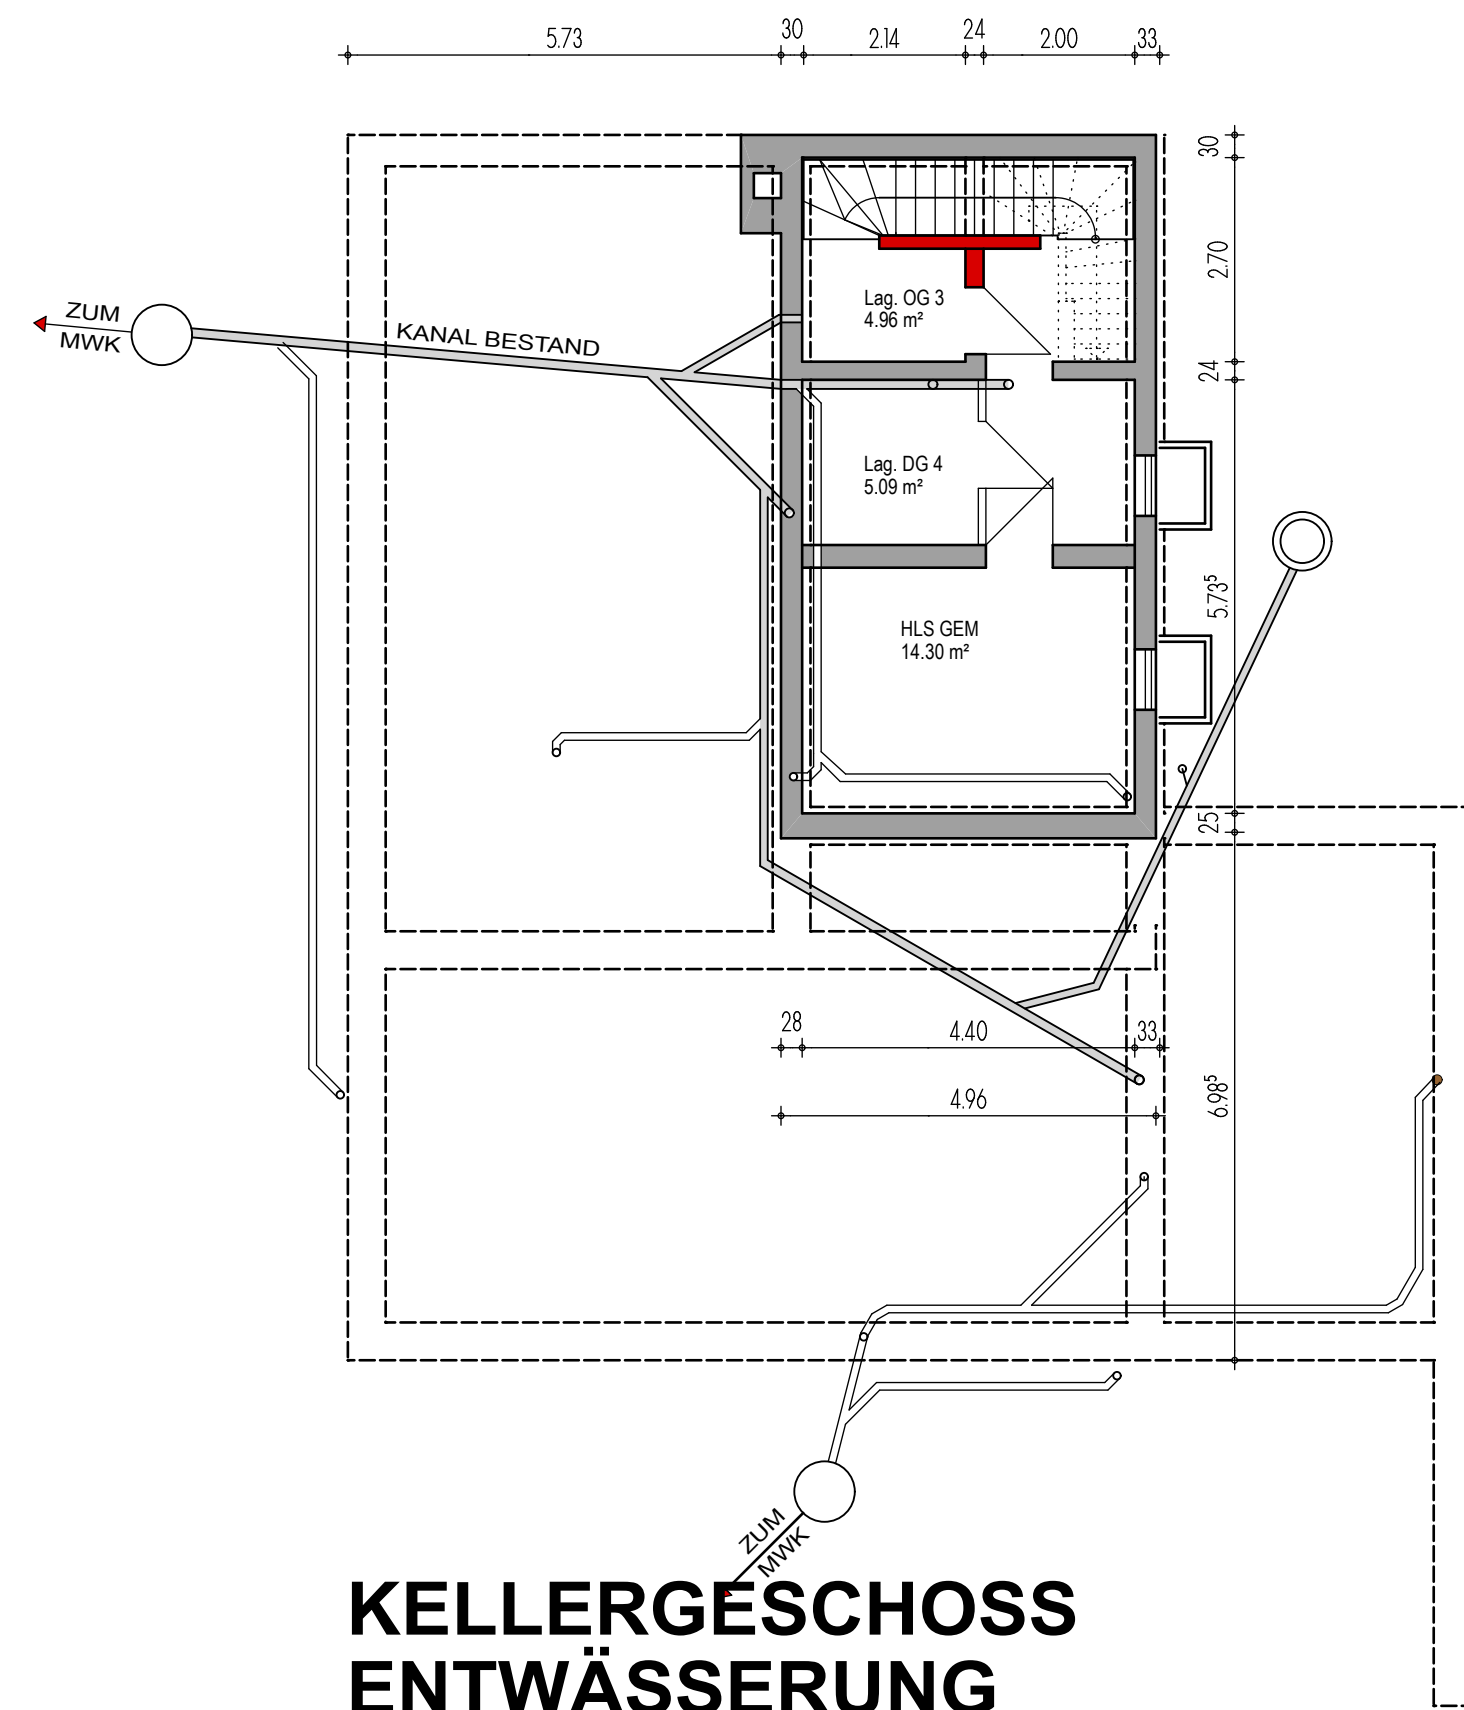 5.73
30
2.14
24
2.00
33
30
2.70
24
5.73⁵
25
6.98⁵
ZUM
MWK
KANAL BESTAND
Lag. OG 3
4.96 m²
Lag. DG 4
5.09 m²
HLS GEM
14.30 m²
28
4.40
33
4.96
ZUM
MWK
KELLERGESCHOSS
ENTWÄSSERUNG